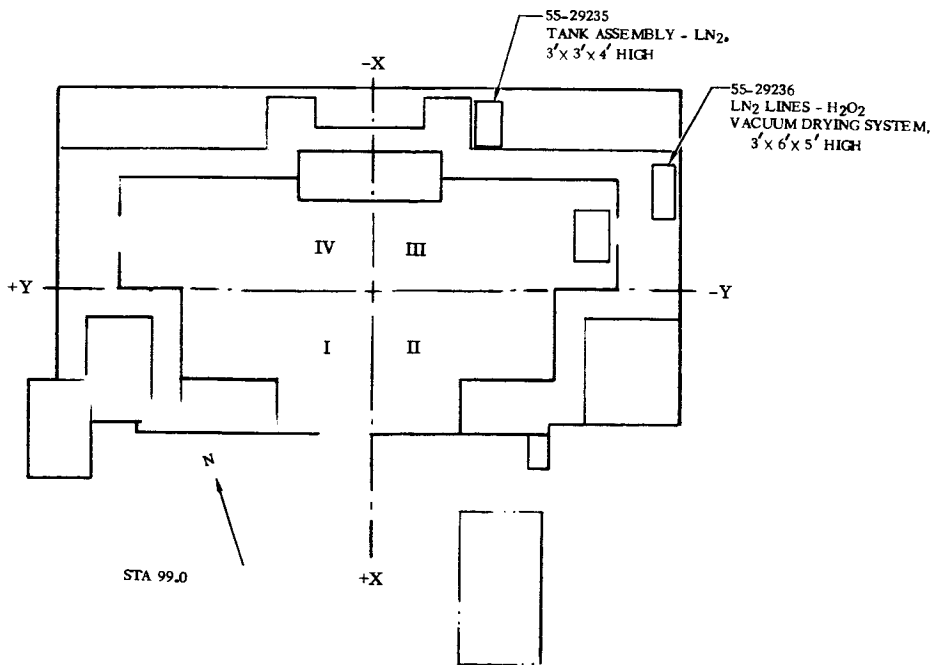 55-29235
TANK ASSEMBLY - LN2.
3' X 3' X 4' HIGH
-X
55-29236
LN2 LINES - H2O2
VACUUM DRYING SYSTEM,
3' X 6' X 5' HIGH
IV
III
+Y
-Y
I
II
N
STA 99.0
+X